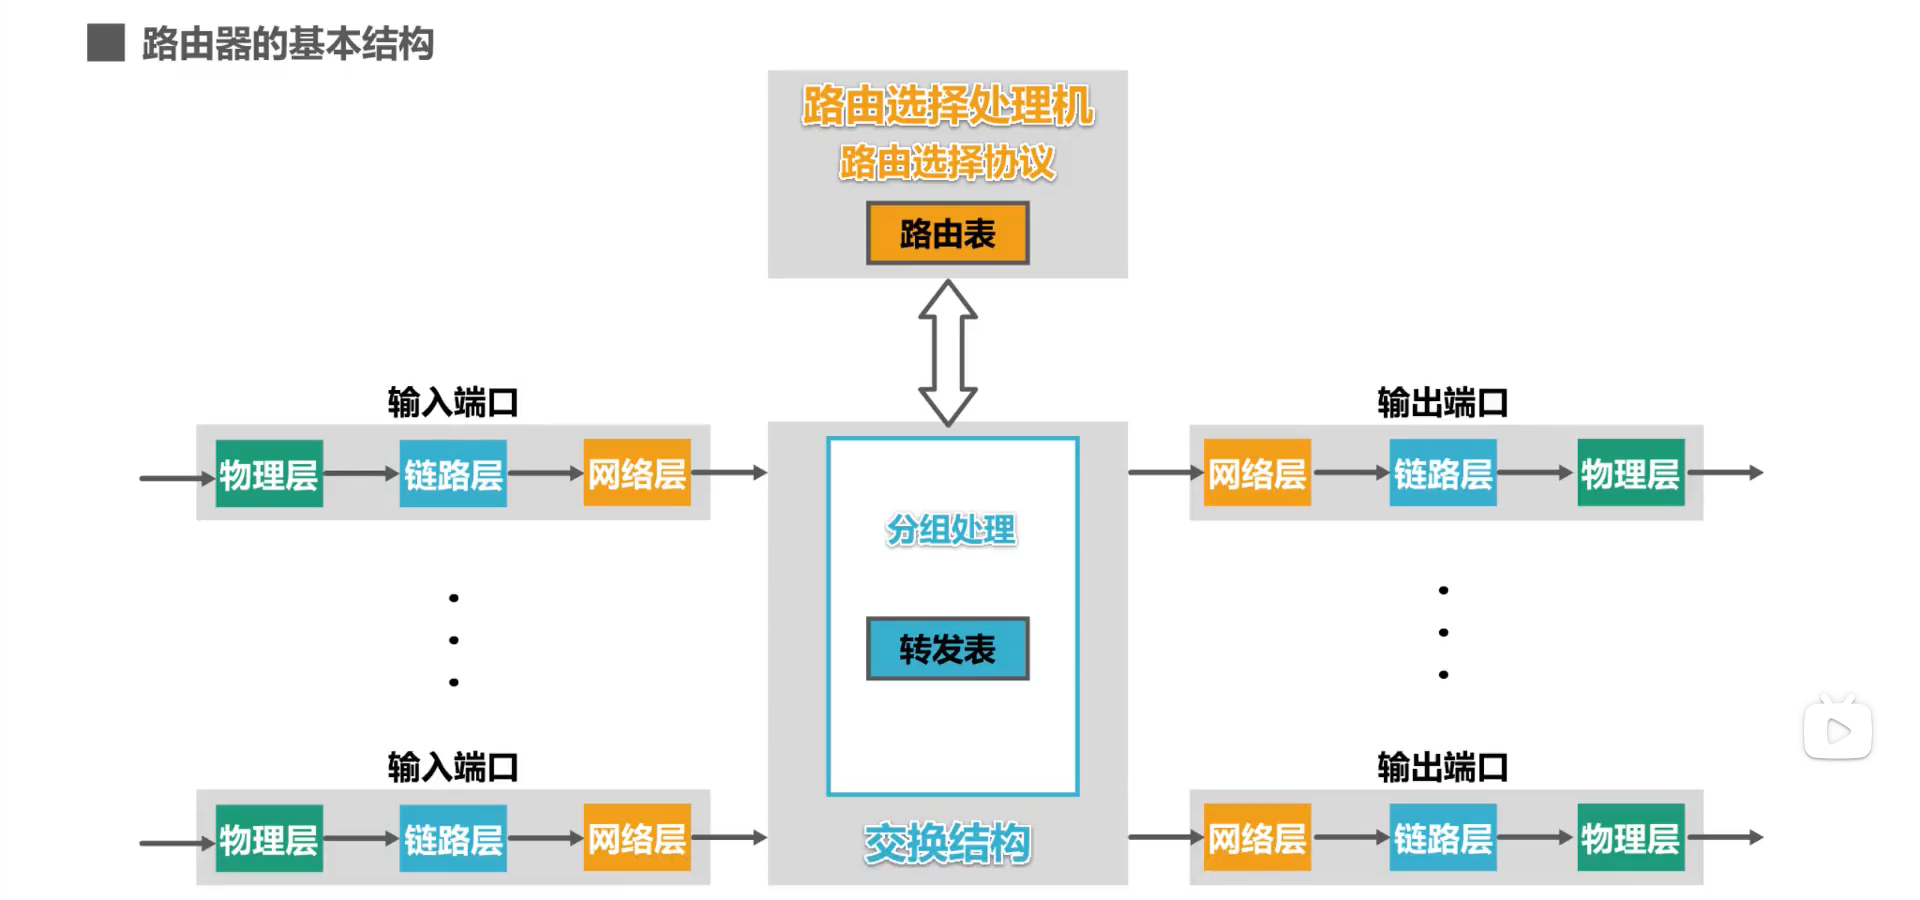 路由器的基本结构
路由选择处理机
路由选择协议
路由表
输入端口
物理层
链路层
网络层
输出端口
网络层
链路层
物理层
分组处理
转发表
交换结构
输入端口
物理层
链路层
网络层
输出端口
网络层
链路层
物理层